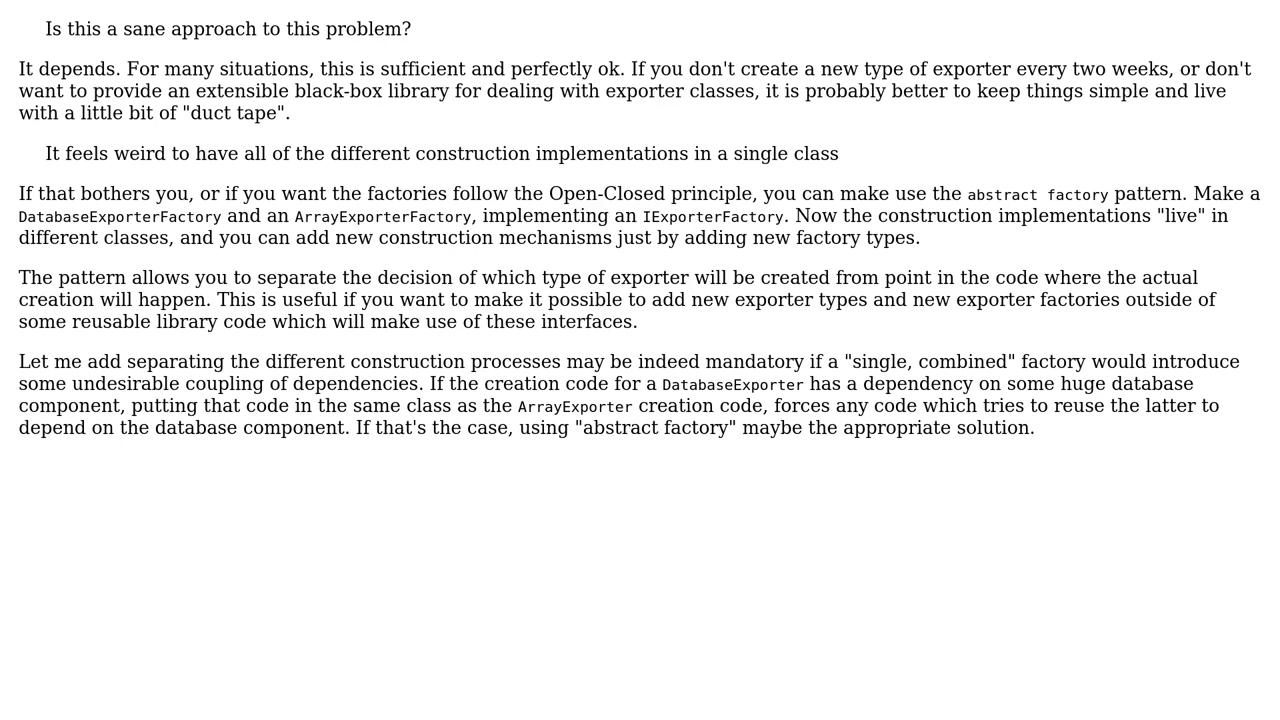 Is this a sane approach to this problem?
It depends. For many situations, this is sufficient and perfectly ok. If you don't create a new type of exporter every two weeks, or don't
want to provide an extensible black-box library for dealing with exporter classes, it is probably better to keep things simple and live
with a little bit of "duct tape".
It feels weird to have all of the different construction implementations in a single class
If that bothers you, or if you want the factories follow the Open-Closed principle, you can make use the abstract factory pattern. Make a
DatabaseExporterFactory and an ArrayExporterFactory, implementing an IExporterFactory. Now the construction implementations "live" in
different classes, and you can add new construction mechanisms just by adding new factory types.
The pattern allows you to separate the decision of which type of exporter will be created from point in the code where the actual
creation will happen. This is useful if you want to make it possible to add new exporter types and new exporter factories outside of
some reusable library code which will make use of these interfaces.
Let me add separating the different construction processes may be indeed mandatory if a "single, combined" factory would introduce
some undesirable coupling of dependencies. If the creation code for a DatabaseExporter has a dependency on some huge database
component, putting that code in the same class as the ArrayExporter creation code, forces any code which tries to reuse the latter to
depend on the database component. If that's the case, using "abstract factory" maybe the appropriate solution.